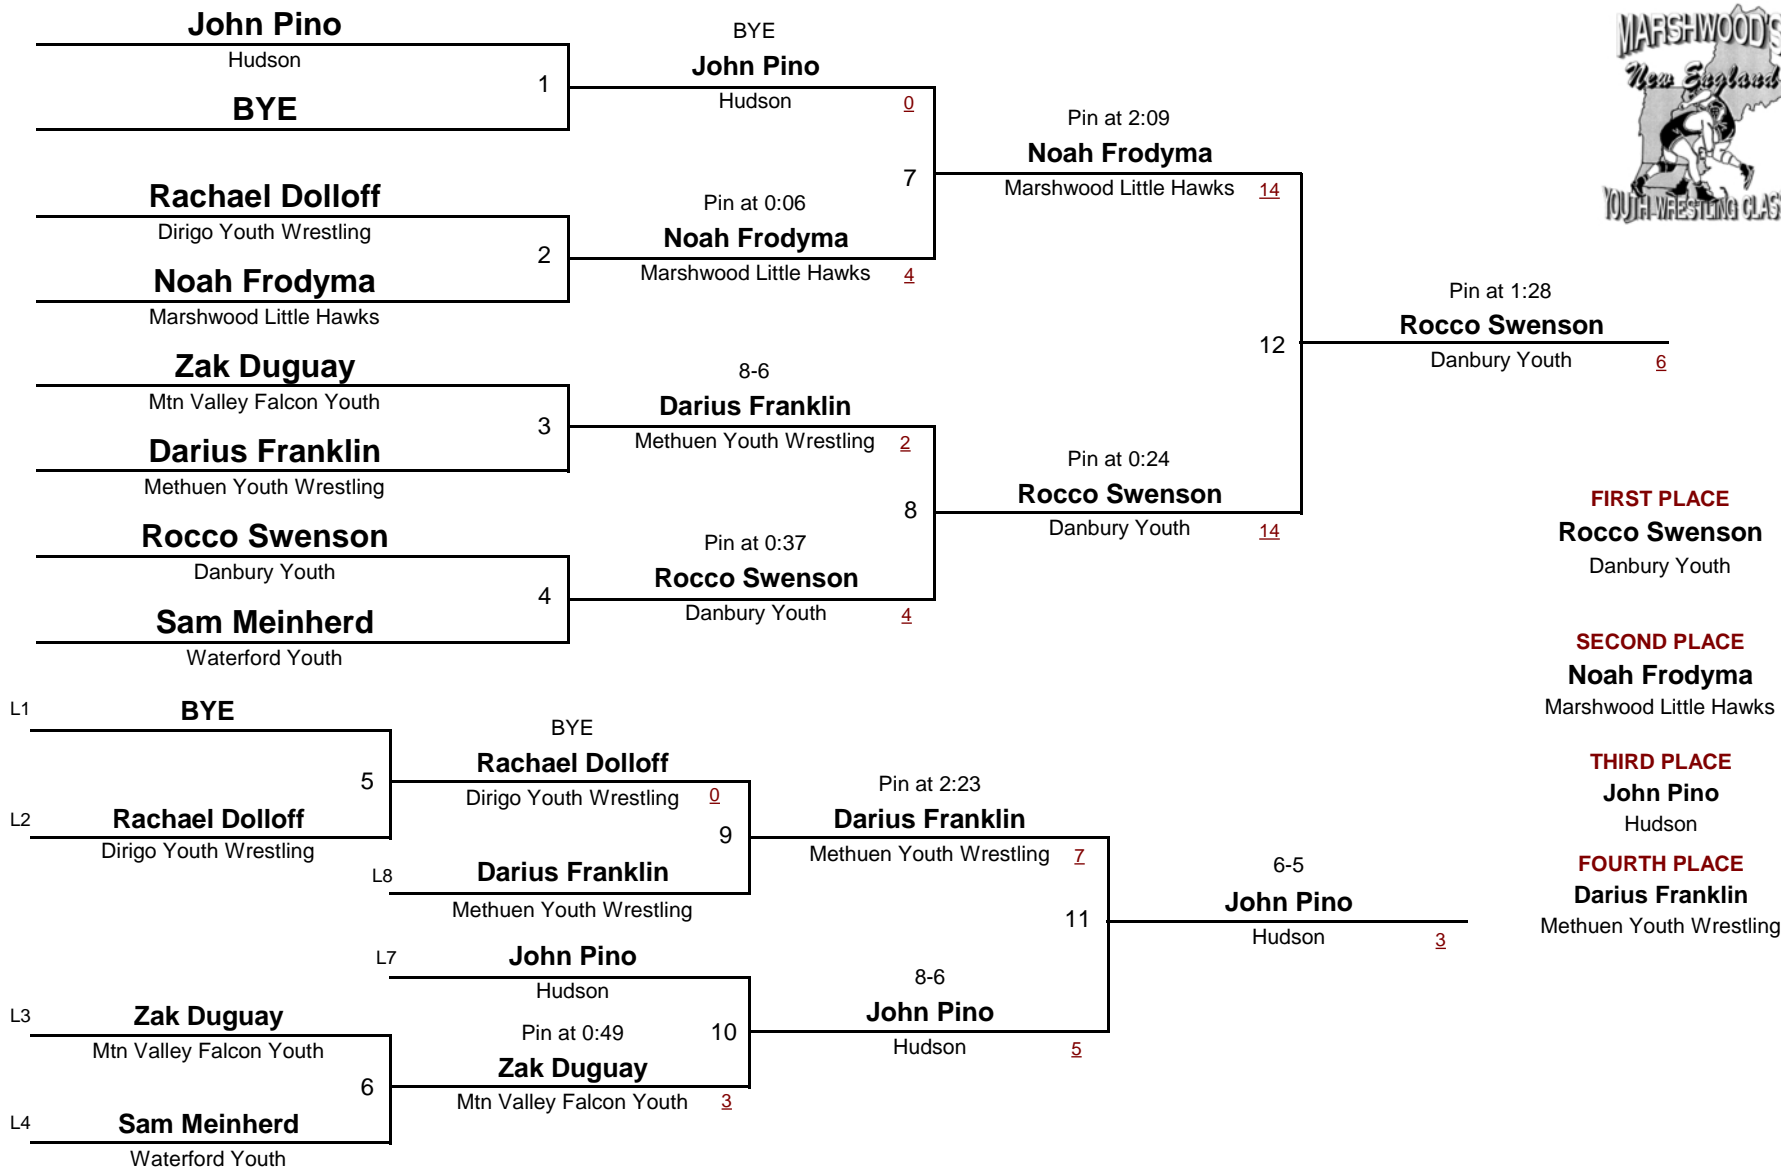 John Pino
Hudson
1
BYE
BYE
John Pino
Hudson
0
Rachael Dolloff
Dirigo Youth Wrestling
2
Noah Frodyma
Marshwood Little Hawks
Pin at 0:06
Noah Frodyma
Marshwood Little Hawks
4
7
Pin at 2:09
Noah Frodyma
Marshwood Little Hawks
14
Zak Duguay
Mtn Valley Falcon Youth
3
Darius Franklin
Methuen Youth Wrestling
8-6
Darius Franklin
Methuen Youth Wrestling
2
Rocco Swenson
Danbury Youth
4
Sam Meinherd
Waterford Youth
Pin at 0:37
Rocco Swenson
Danbury Youth
4
8
Pin at 0:24
Rocco Swenson
Danbury Youth
14
12
Pin at 1:28
Rocco Swenson
Danbury Youth
6
MARSHWOOD'S
New England
YOUTH WRESTLING CLAS
FIRST PLACE
Rocco Swenson
Danbury Youth
SECOND PLACE
Noah Frodyma
Marshwood Little Hawks
THIRD PLACE
John Pino
Hudson
FOURTH PLACE
Darius Franklin
Methuen Youth Wrestling
L1
BYE
5
L2
Rachael Dolloff
Dirigo Youth Wrestling
BYE
Rachael Dolloff
Dirigo Youth Wrestling
0
9
L8
Darius Franklin
Methuen Youth Wrestling
Pin at 2:23
Darius Franklin
Methuen Youth Wrestling
7
L7
John Pino
Hudson
10
L3
Zak Duguay
Mtn Valley Falcon Youth
6
L4
Sam Meinherd
Waterford Youth
Pin at 0:49
Zak Duguay
Mtn Valley Falcon Youth
3
8-6
John Pino
Hudson
5
11
6-5
John Pino
Hudson
3